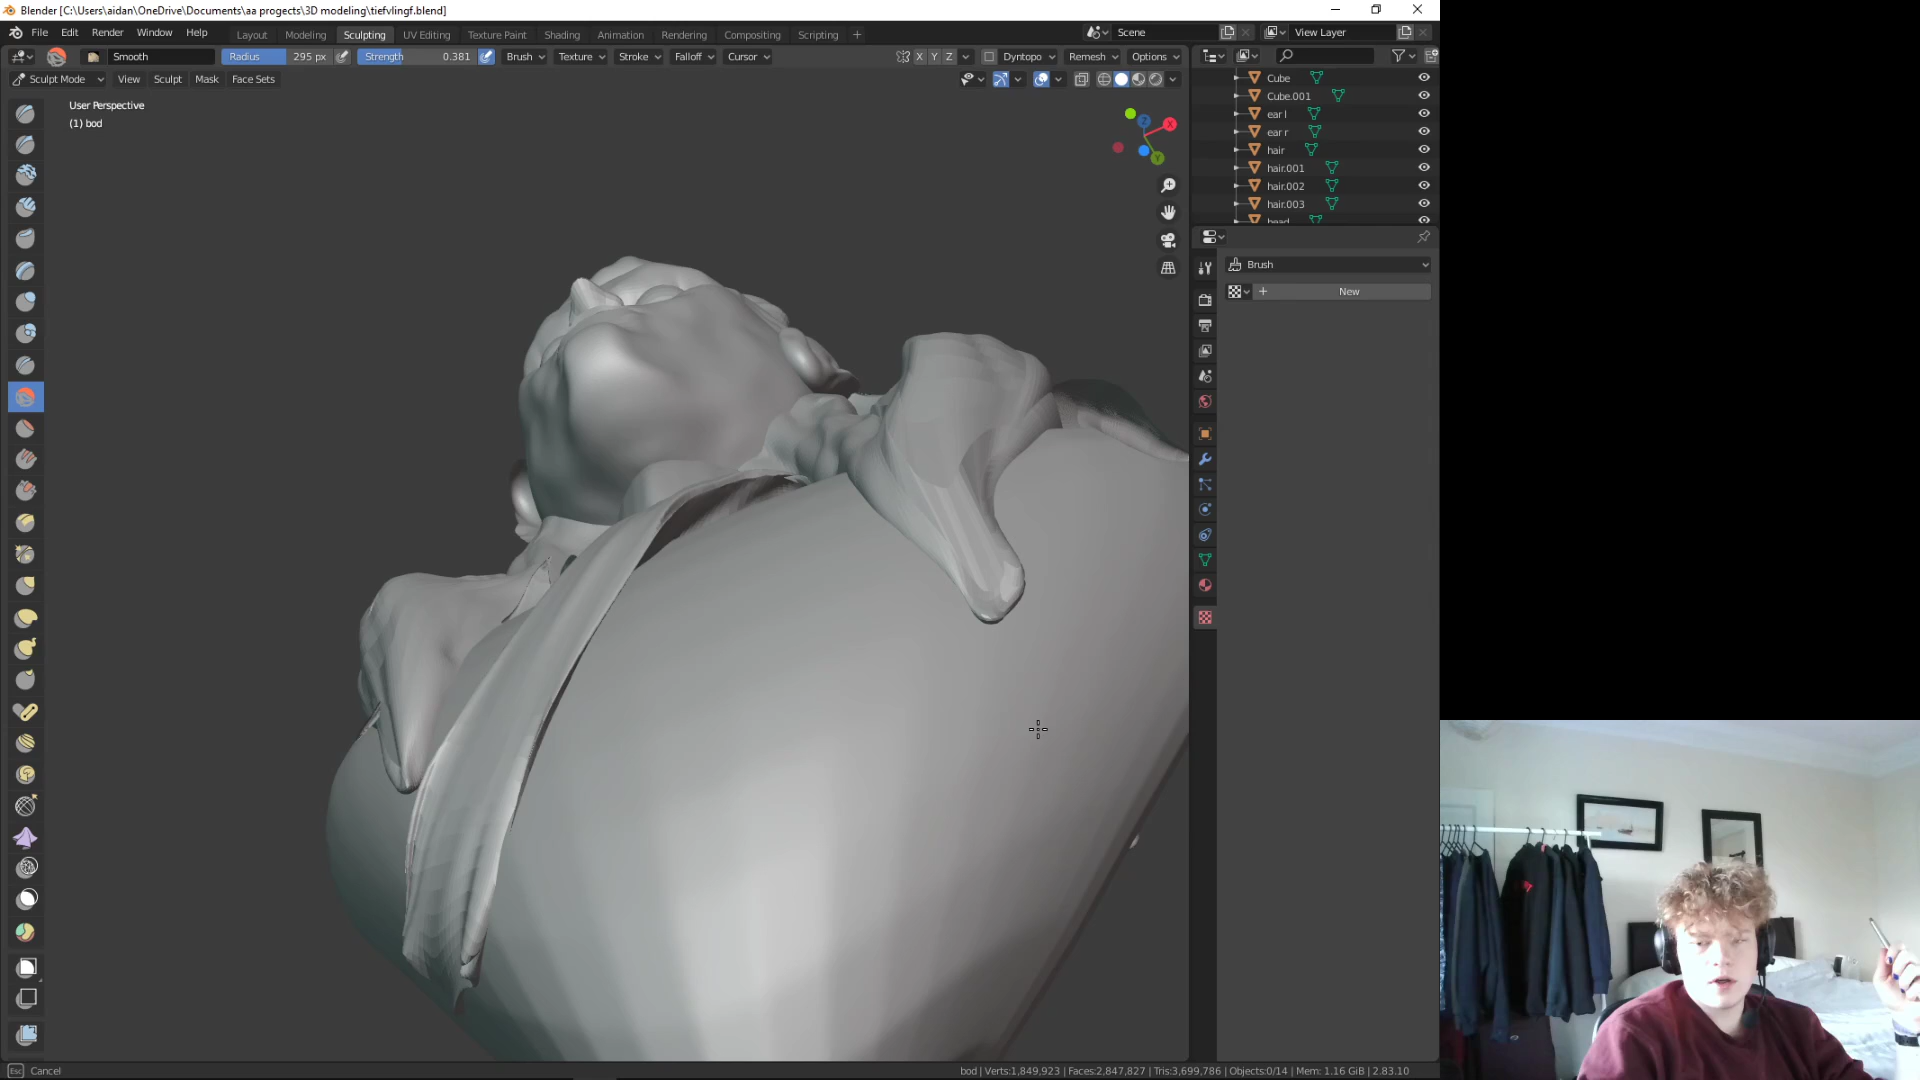 Blender [C:\Users\aidan\OneDrive\Documents\aa progects\3D modeling\tiefvlingf.blend]
File Edit Render Window Help Layout Modeling Sculpting UV Editing Texture Paint Shading Animation Rendering Compositing Scripting + Scene View Layer
Smooth Radius 295 px Strength 0.381 Brush Texture Stroke Falloff Cursor X Y Z Dyntopo Remesh Options
Sculpt Mode View Sculpt Mask Face Sets
User Perspective
(1) bod
X
Z
Y
Cube
Cube.001
ear l
ear r
hair
hair.001
hair.002
hair.003
head
Brush
+ New
Esc Cancel
bod | Verts:1,849,923 | Faces:2,847,827 | Tris:3,699,786 | Objects:0/14 | Mem: 1.16 GiB | 2.83.10